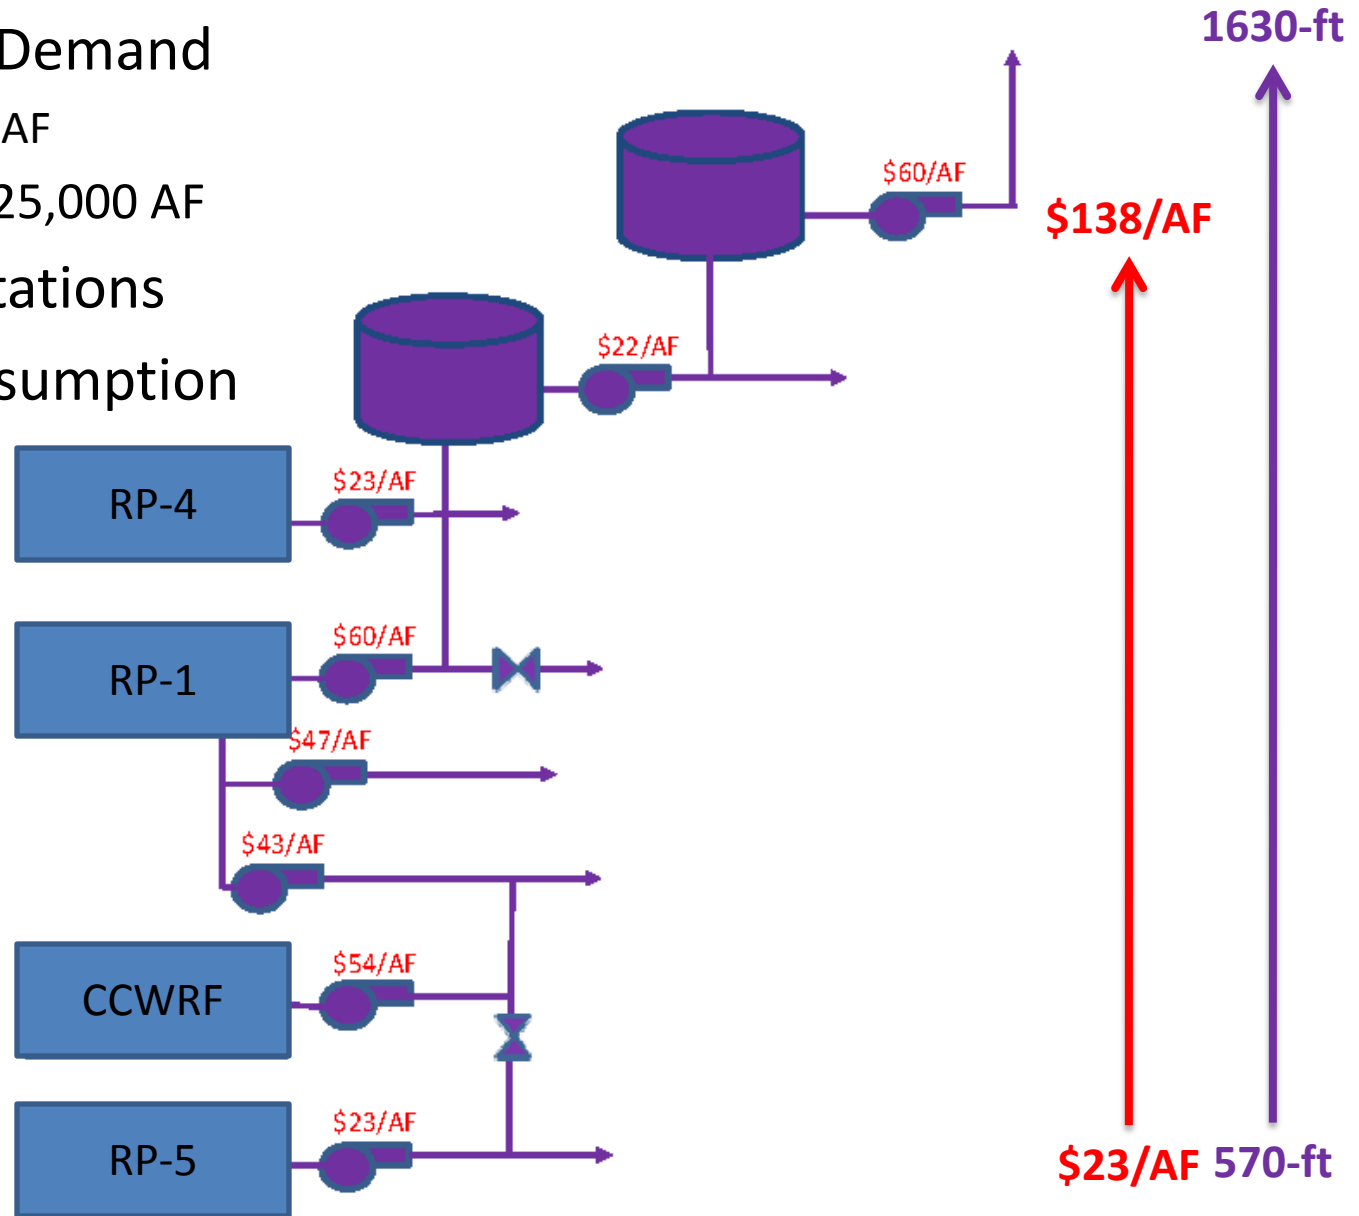 Demand
AF
25,000 AF
tations
sumption
1630-ft
$60/AF
$138/AF
$22/AF
$23/AF
RP-4
$60/AF
RP-1
$47/AF
$43/AF
$54/AF
CCWRF
$23/AF
RP-5
$23/AF 570-ft